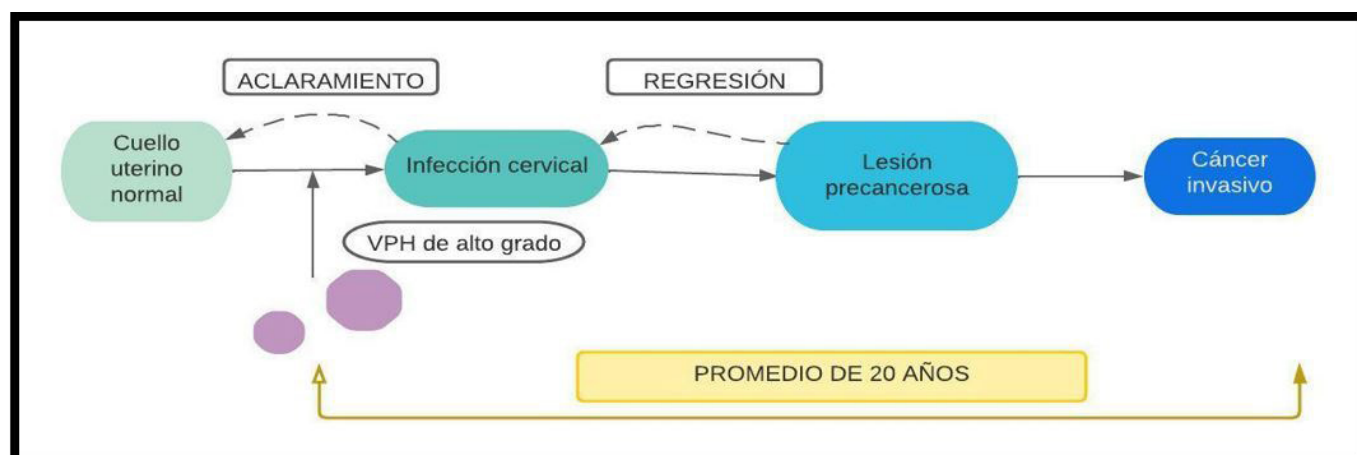 ACLARAMIENTO
REGRESIÓN
Cuello
uterino
normal
Infección cervical
Lesión
precancerosa
Cáncer
invasivo
VPH de alto grado
PROMEDIO DE 20 AÑOS